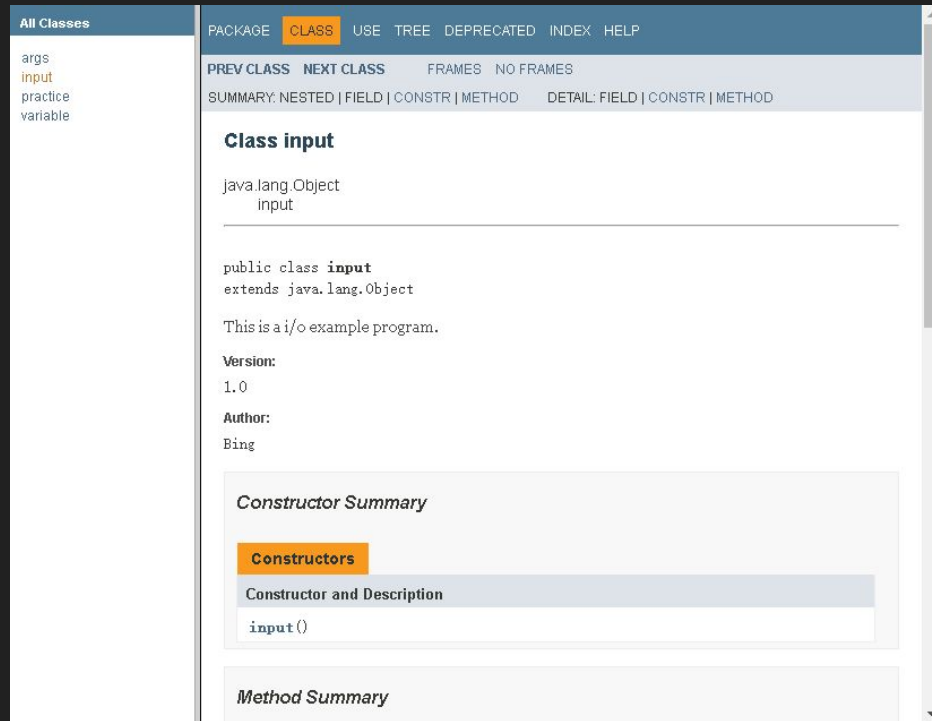 All Classes
args
input
practice
variable
PACKAGE CLASS USE TREE DEPRECATED INDEX HELP
PREV CLASS NEXT CLASS FRAMES NO FRAMES
SUMMARY: NESTED | FIELD | CONSTR | METHOD DETAIL: FIELD | CONSTR | METHOD
Class input
java.lang.Object
input
public class input
extends java.lang.Object
This is a i/o example program.
Version:
1.0
Author:
Bing
Constructor Summary
Constructors
Constructor and Description
input()
Method Summary